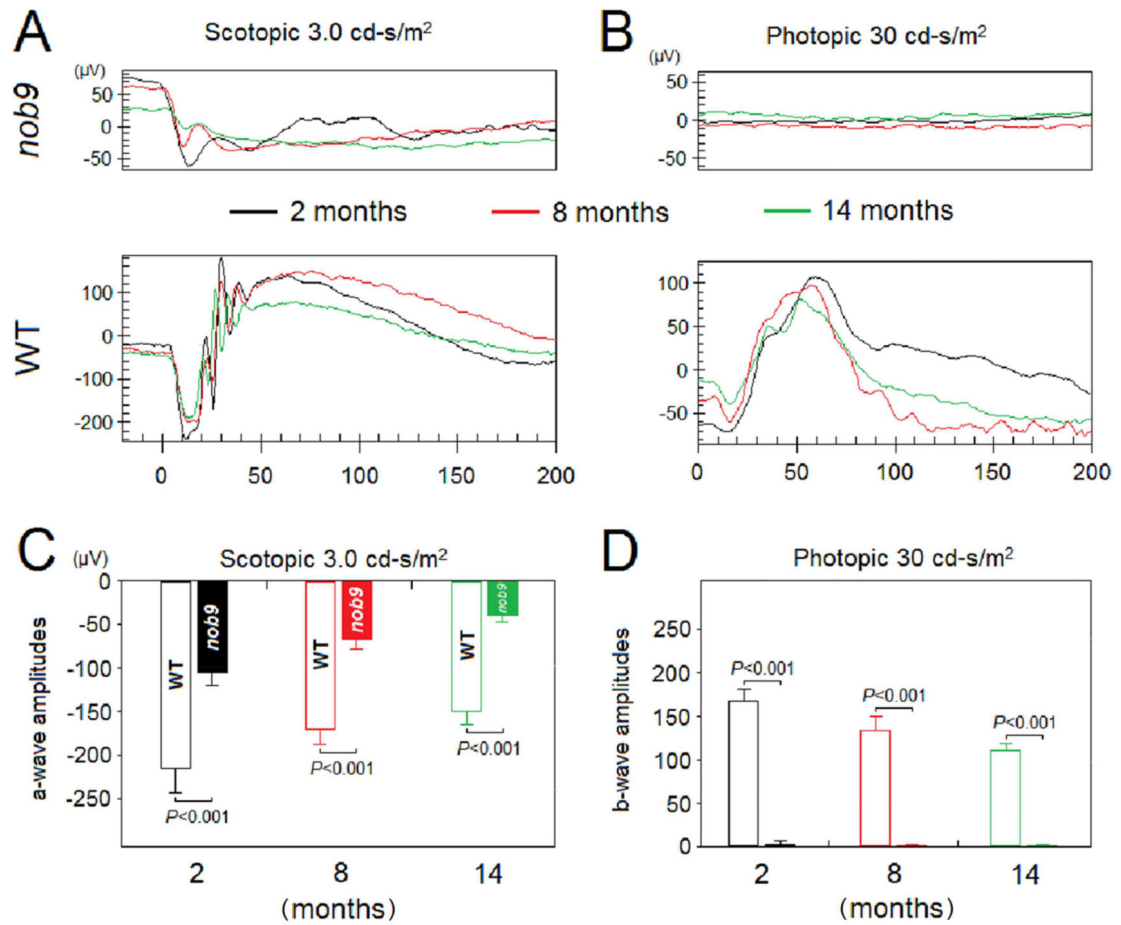 A
Scotopic 3.0 cd-s/m²
B
Photopic 30 cd-s/m²
nob9
(μV)
50
0
-50
(μV)
50
0
-50
2 months
8 months
14 months
WT
100
0
-100
-200
0 50 100 150 200
100
50
0
-50
0 50 100 150 200
C
(μV)
Scotopic 3.0 cd-s/m²
a-wave amplitudes
0
-50
-100
-150
-200
-250
WT nob9
WT nob9
WT nob9
P<0.001
P<0.001
P<0.001
2 8 14
(months)
D
Photopic 30 cd-s/m²
b-wave amplitudes
250
200
150
100
50
0
P<0.001
P<0.001
P<0.001
2 8 14
(months)